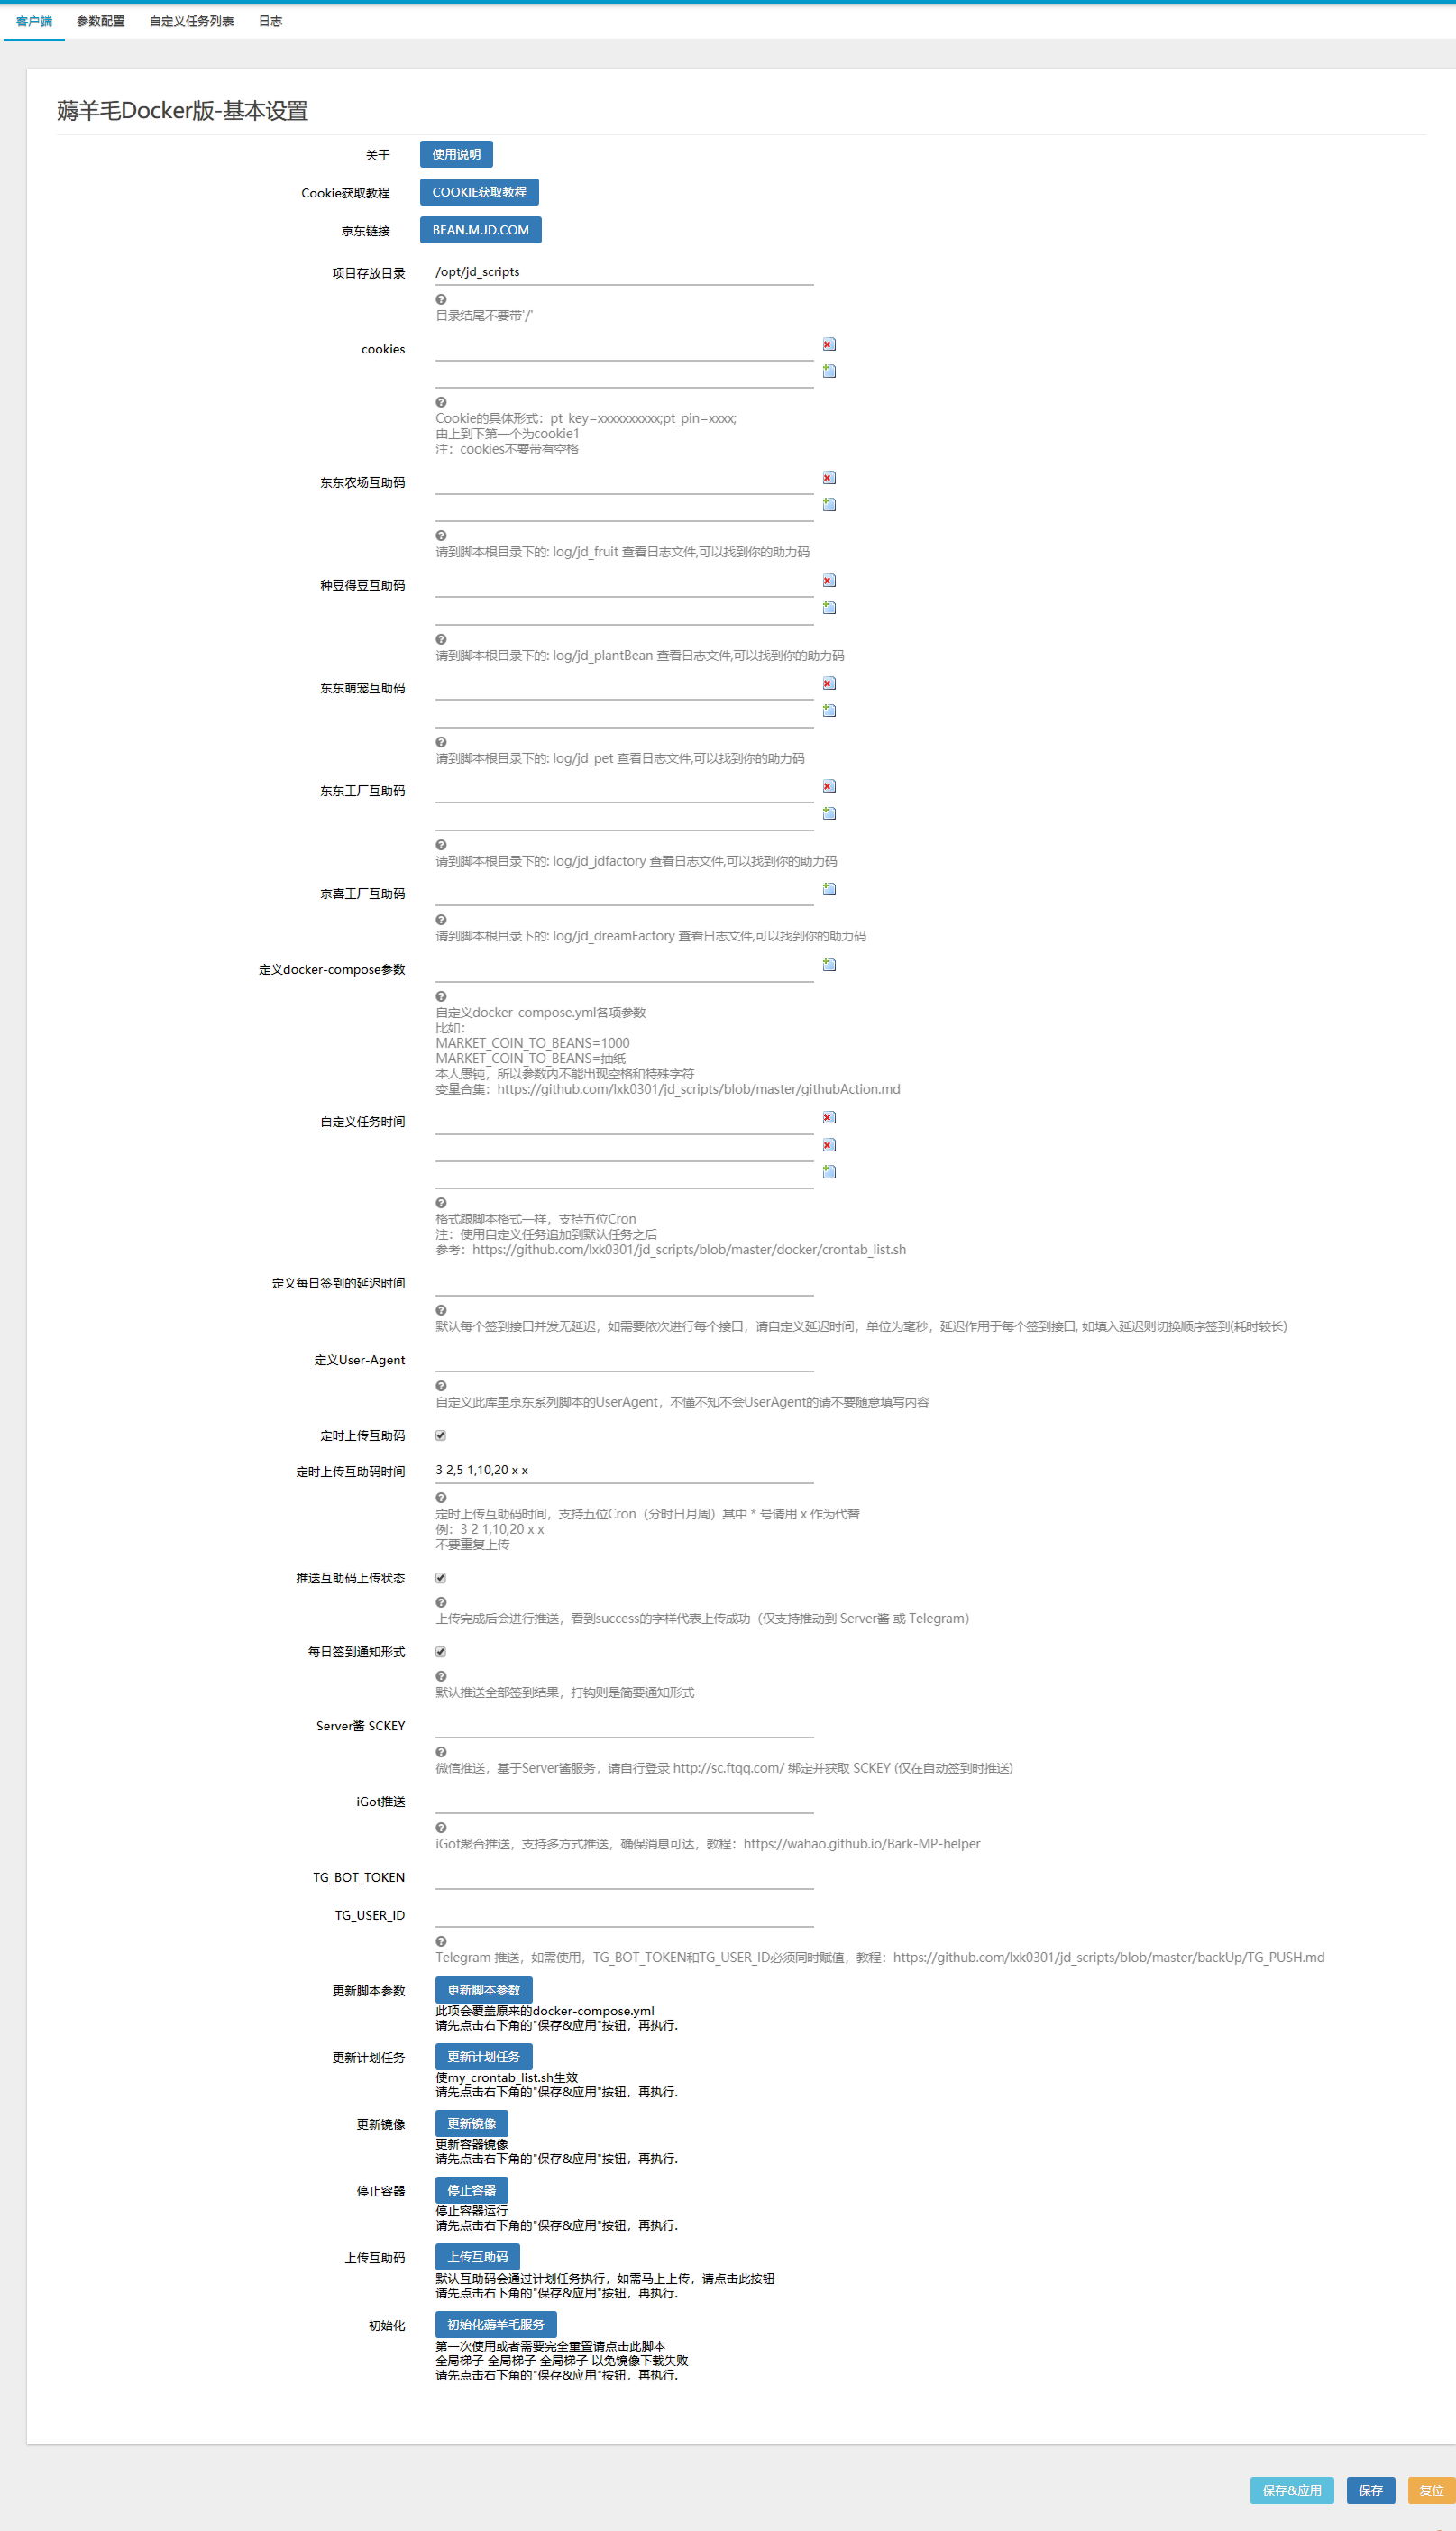 客户端 参数配置 自定义任务列表 日志
薅羊毛Docker版-基本设置
关于 使用说明
Cookie获取教程 COOKIE获取教程
京东链接 BEAN.M.JD.COM
项目存放目录 /opt/jd_scripts
目录结尾不要带'/'
cookies
Cookie的具体形式：pt_key=xxxxxxxxxx;pt_pin=xxxx;
由上到下第一个为cookie1
注：cookies不要带有空格
东东农场互助码
请到脚本根目录下的: log/jd_fruit 查看日志文件,可以找到你的助力码
种豆得豆互助码
请到脚本根目录下的: log/jd_plantBean 查看日志文件,可以找到你的助力码
东东萌宠互助码
请到脚本根目录下的: log/jd_pet 查看日志文件,可以找到你的助力码
东东工厂互助码
请到脚本根目录下的: log/jd_jdfactory 查看日志文件,可以找到你的助力码
京喜工厂互助码
请到脚本根目录下的: log/jd_dreamFactory 查看日志文件,可以找到你的助力码
定义docker-compose参数
自定义docker-compose.yml各项参数
比如：
MARKET_COIN_TO_BEANS=1000
MARKET_COIN_TO_BEANS=抽纸
本人愚钝，所以参数内不能出现空格和特殊字符
变量合集：https://github.com/lxk0301/jd_scripts/blob/master/githubAction.md
自定义任务时间
格式跟脚本格式一样，支持五位Cron
注：使用自定义任务追加到默认任务之后
参考：https://github.com/lxk0301/jd_scripts/blob/master/docker/crontab_list.sh
定义每日签到的延迟时间
默认每个签到接口并发无延迟，如需要依次进行每个接口，请自定义延迟时间，单位为毫秒，延迟作用于每个签到接口, 如填入延迟则切换顺序签到(耗时较长)
定义User-Agent
自定义此库里京东系列脚本的UserAgent，不懂不知不会UserAgent的请不要随意填写内容
定时上传互助码
定时上传互助码时间 3 2,5 1,10,20 x x
定时上传互助码时间，支持五位Cron（分时日月周）其中 * 号请用 x 作为代替
例：3 2 1,10,20 x x
不要重复上传
推送互助码上传状态
上传完成后会进行推送，看到success的字样代表上传成功（仅支持推动到 Server酱 或 Telegram）
每日签到通知形式
默认推送全部签到结果，打钩则是简要通知形式
Server酱 SCKEY
微信推送，基于Server酱服务，请自行登录 http://sc.ftqq.com/ 绑定并获取 SCKEY (仅在自动签到时推送)
iGot推送
iGot聚合推送，支持多方式推送，确保消息可达，教程：https://wahao.github.io/Bark-MP-helper
TG_BOT_TOKEN
TG_USER_ID
Telegram 推送，如需使用，TG_BOT_TOKEN和TG_USER_ID必须同时赋值，教程：https://github.com/lxk0301/jd_scripts/blob/master/backUp/TG_PUSH.md
更新脚本参数 更新脚本参数
此项会覆盖原来的docker-compose.yml
请先点击右下角的"保存&应用"按钮，再执行.
更新计划任务 更新计划任务
使my_crontab_list.sh生效
请先点击右下角的"保存&应用"按钮，再执行.
更新镜像 更新镜像
更新容器镜像
请先点击右下角的"保存&应用"按钮，再执行.
停止容器 停止容器
停止容器运行
请先点击右下角的"保存&应用"按钮，再执行.
上传互助码 上传互助码
默认互助码会通过计划任务执行，如需马上上传，请点击此按钮
请先点击右下角的"保存&应用"按钮，再执行.
初始化 初始化薅羊毛服务
第一次使用或者需要完全重置请点击此脚本
全局梯子 全局梯子 全局梯子 以免镜像下载失败
请先点击右下角的"保存&应用"按钮，再执行.
保存&应用 保存 复位